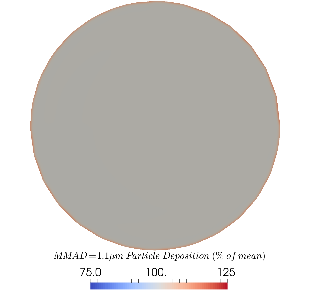 MMAD=1.1μm Particle Deposition (% of mean)
75.0 100. 125